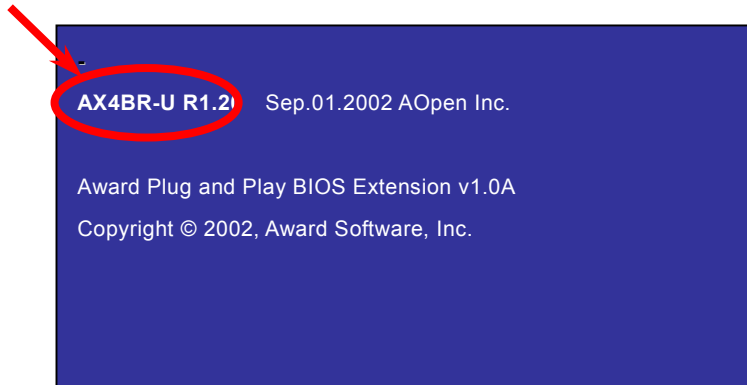 AX4BR-U R1.20 Sep.01.2002 AOpen Inc.
Award Plug and Play BIOS Extension v1.0A
Copyright © 2002, Award Software, Inc.